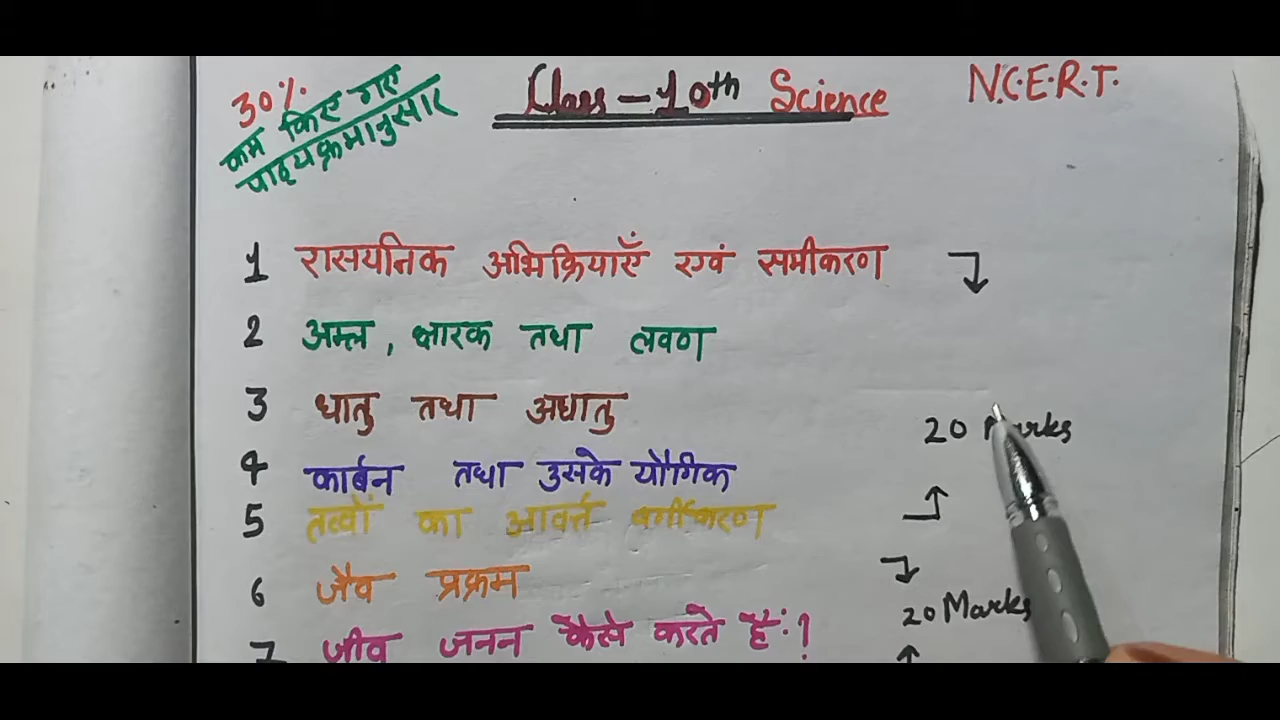 30%
कम किए गए
पाठ्यक्रमानुसार
Class - 10th Science
N.C.E.R.T.
1 रासयनिक अभिक्रियाएँ एवं समीकरण
2 अम्ल, क्षारक तथा लवण
3 धातु तथा अधातु
20 Marks
4 कार्बन तथा उसके यौगिक
5 तत्वों का आवर्त्त वर्गीकरण
6 जैव प्रक्रम
20 Marks
7 जीव जनन कैसे करते हैं?